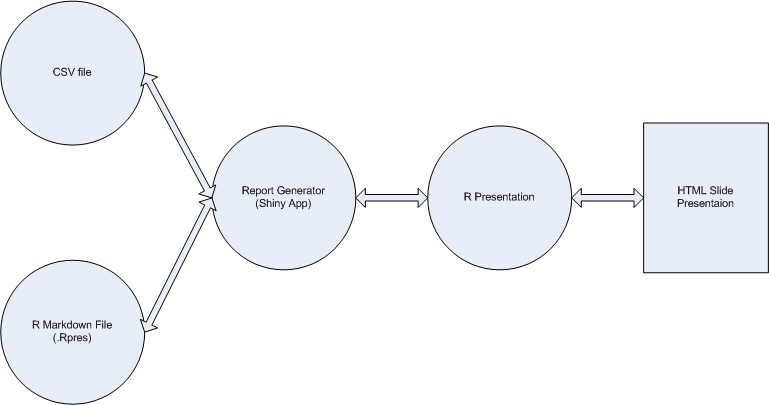 CSV file
R Markdown File
(.Rpres)
Report Generator
(Shiny App)
R Presentation
HTML Slide
Presentaion